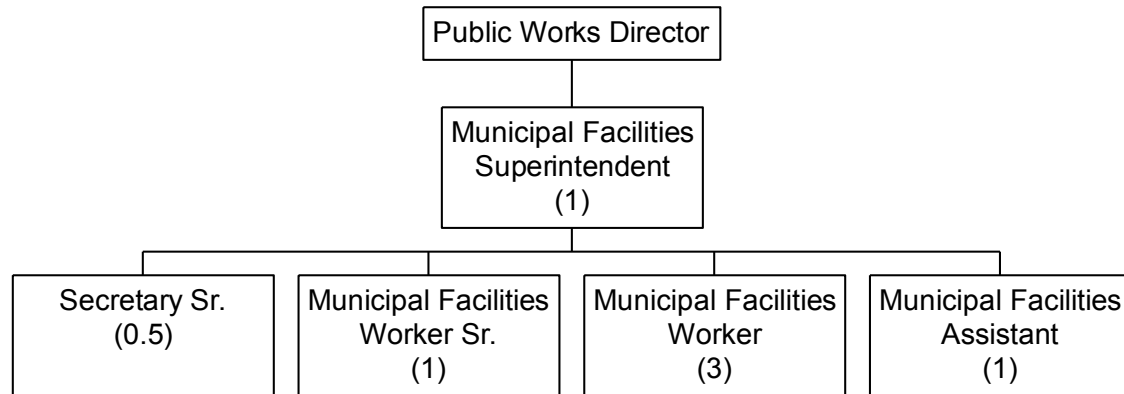 Public Works Director
Municipal Facilities
Superintendent
(1)
Secretary Sr.
(0.5)
Municipal Facilities
Worker Sr.
(1)
Municipal Facilities
Worker
(3)
Municipal Facilities
Assistant
(1)